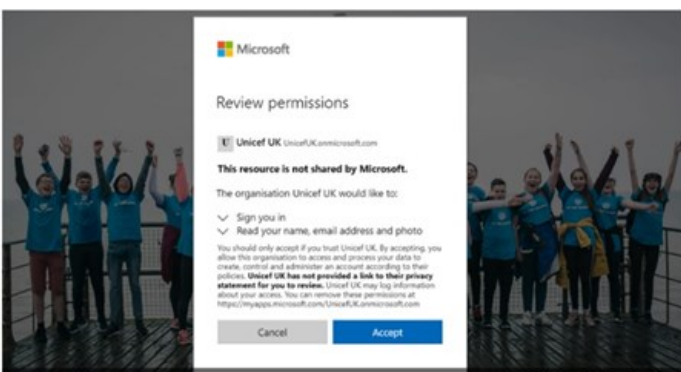 Microsoft
Review permissions
U Unicef UK UnicefUK.onmicrosoft.com
This resource is not shared by Microsoft.
The organisation Unicef UK would like to:
Sign you in
Read your name, email address and photo
You should only accept if you trust Unicef UK. By accepting, you
allow this organisation to access and process your data to
create, control and administer an account according to their
policies. Unicef UK has not provided a link to their privacy
statement for you to review. Unicef UK may log information
about your access. You can remove these permissions at
https://myapps.microsoft.com/UnicefUK.onmicrosoft.com
Cancel
Accept